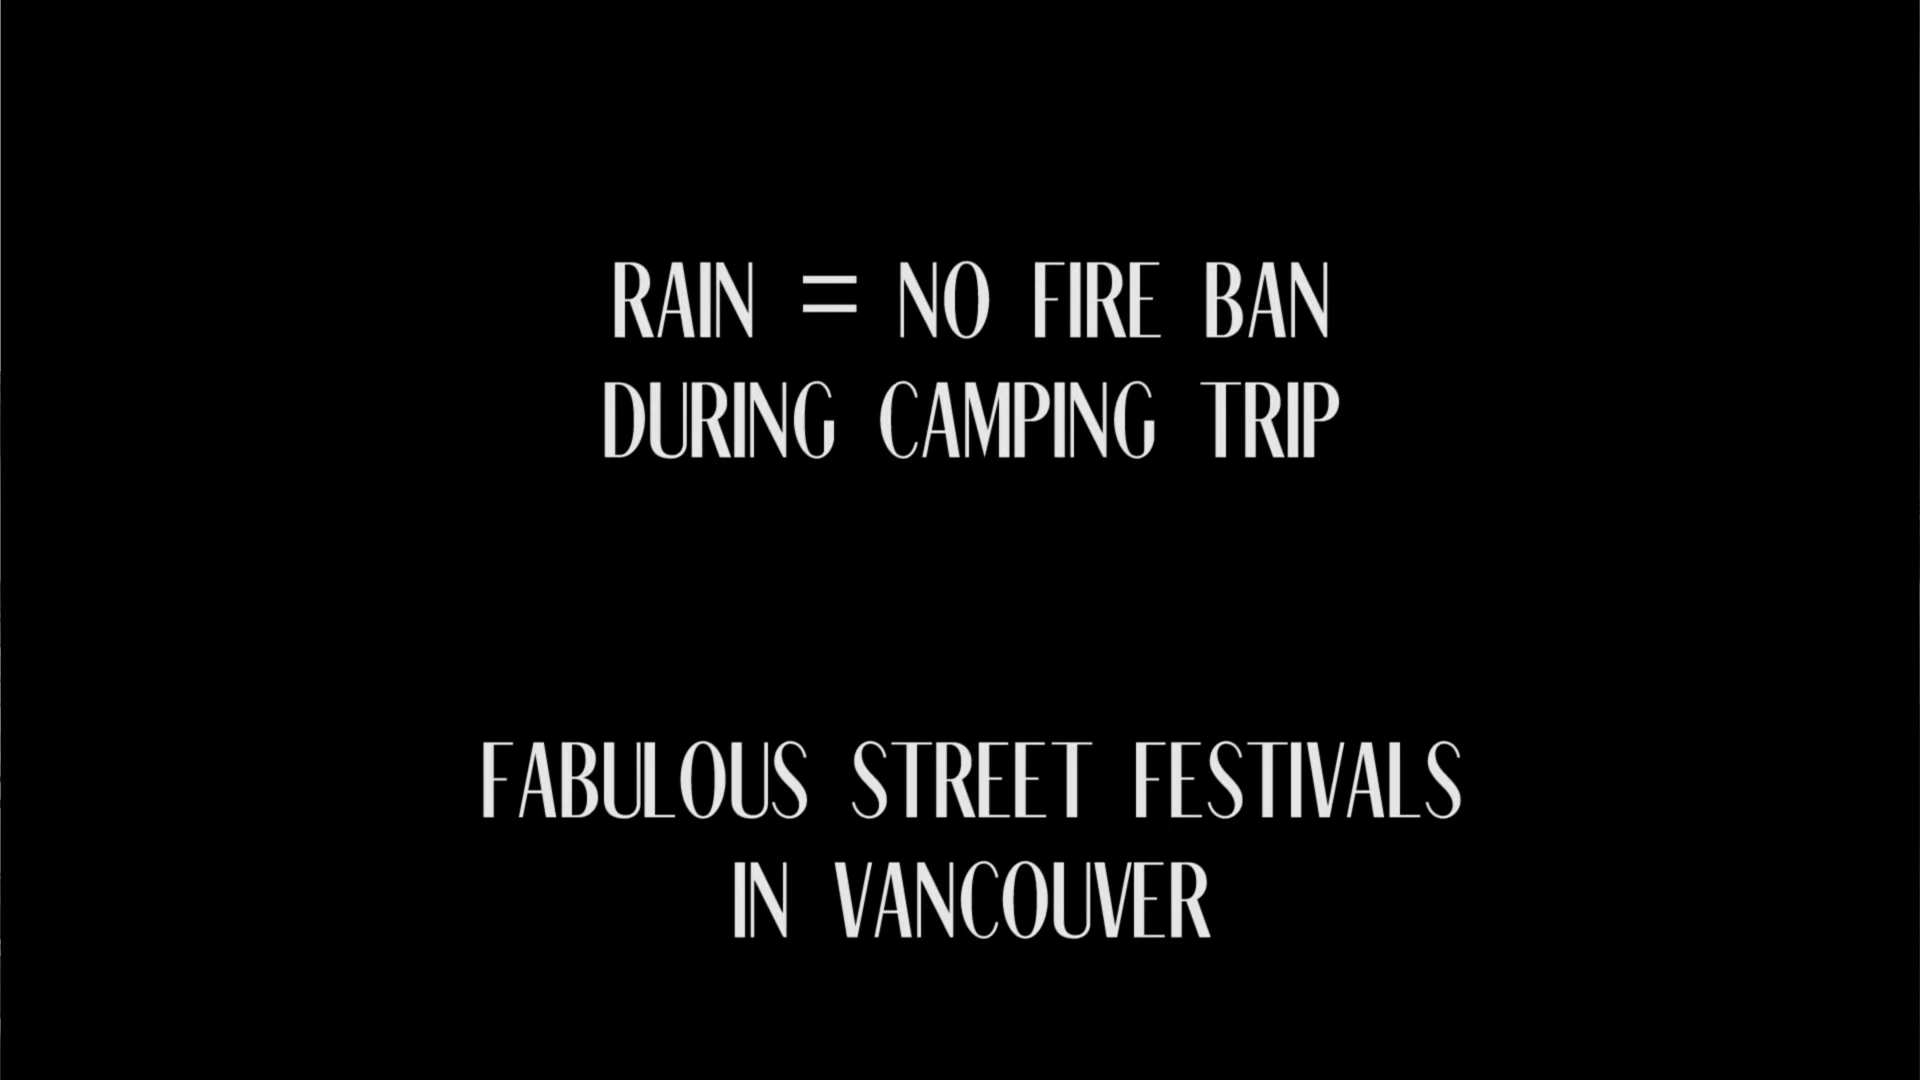 RAIN = NO FIRE BAN
DURING CAMPING TRIP
FABULOUS STREET FESTIVALS
IN VANCOUVER